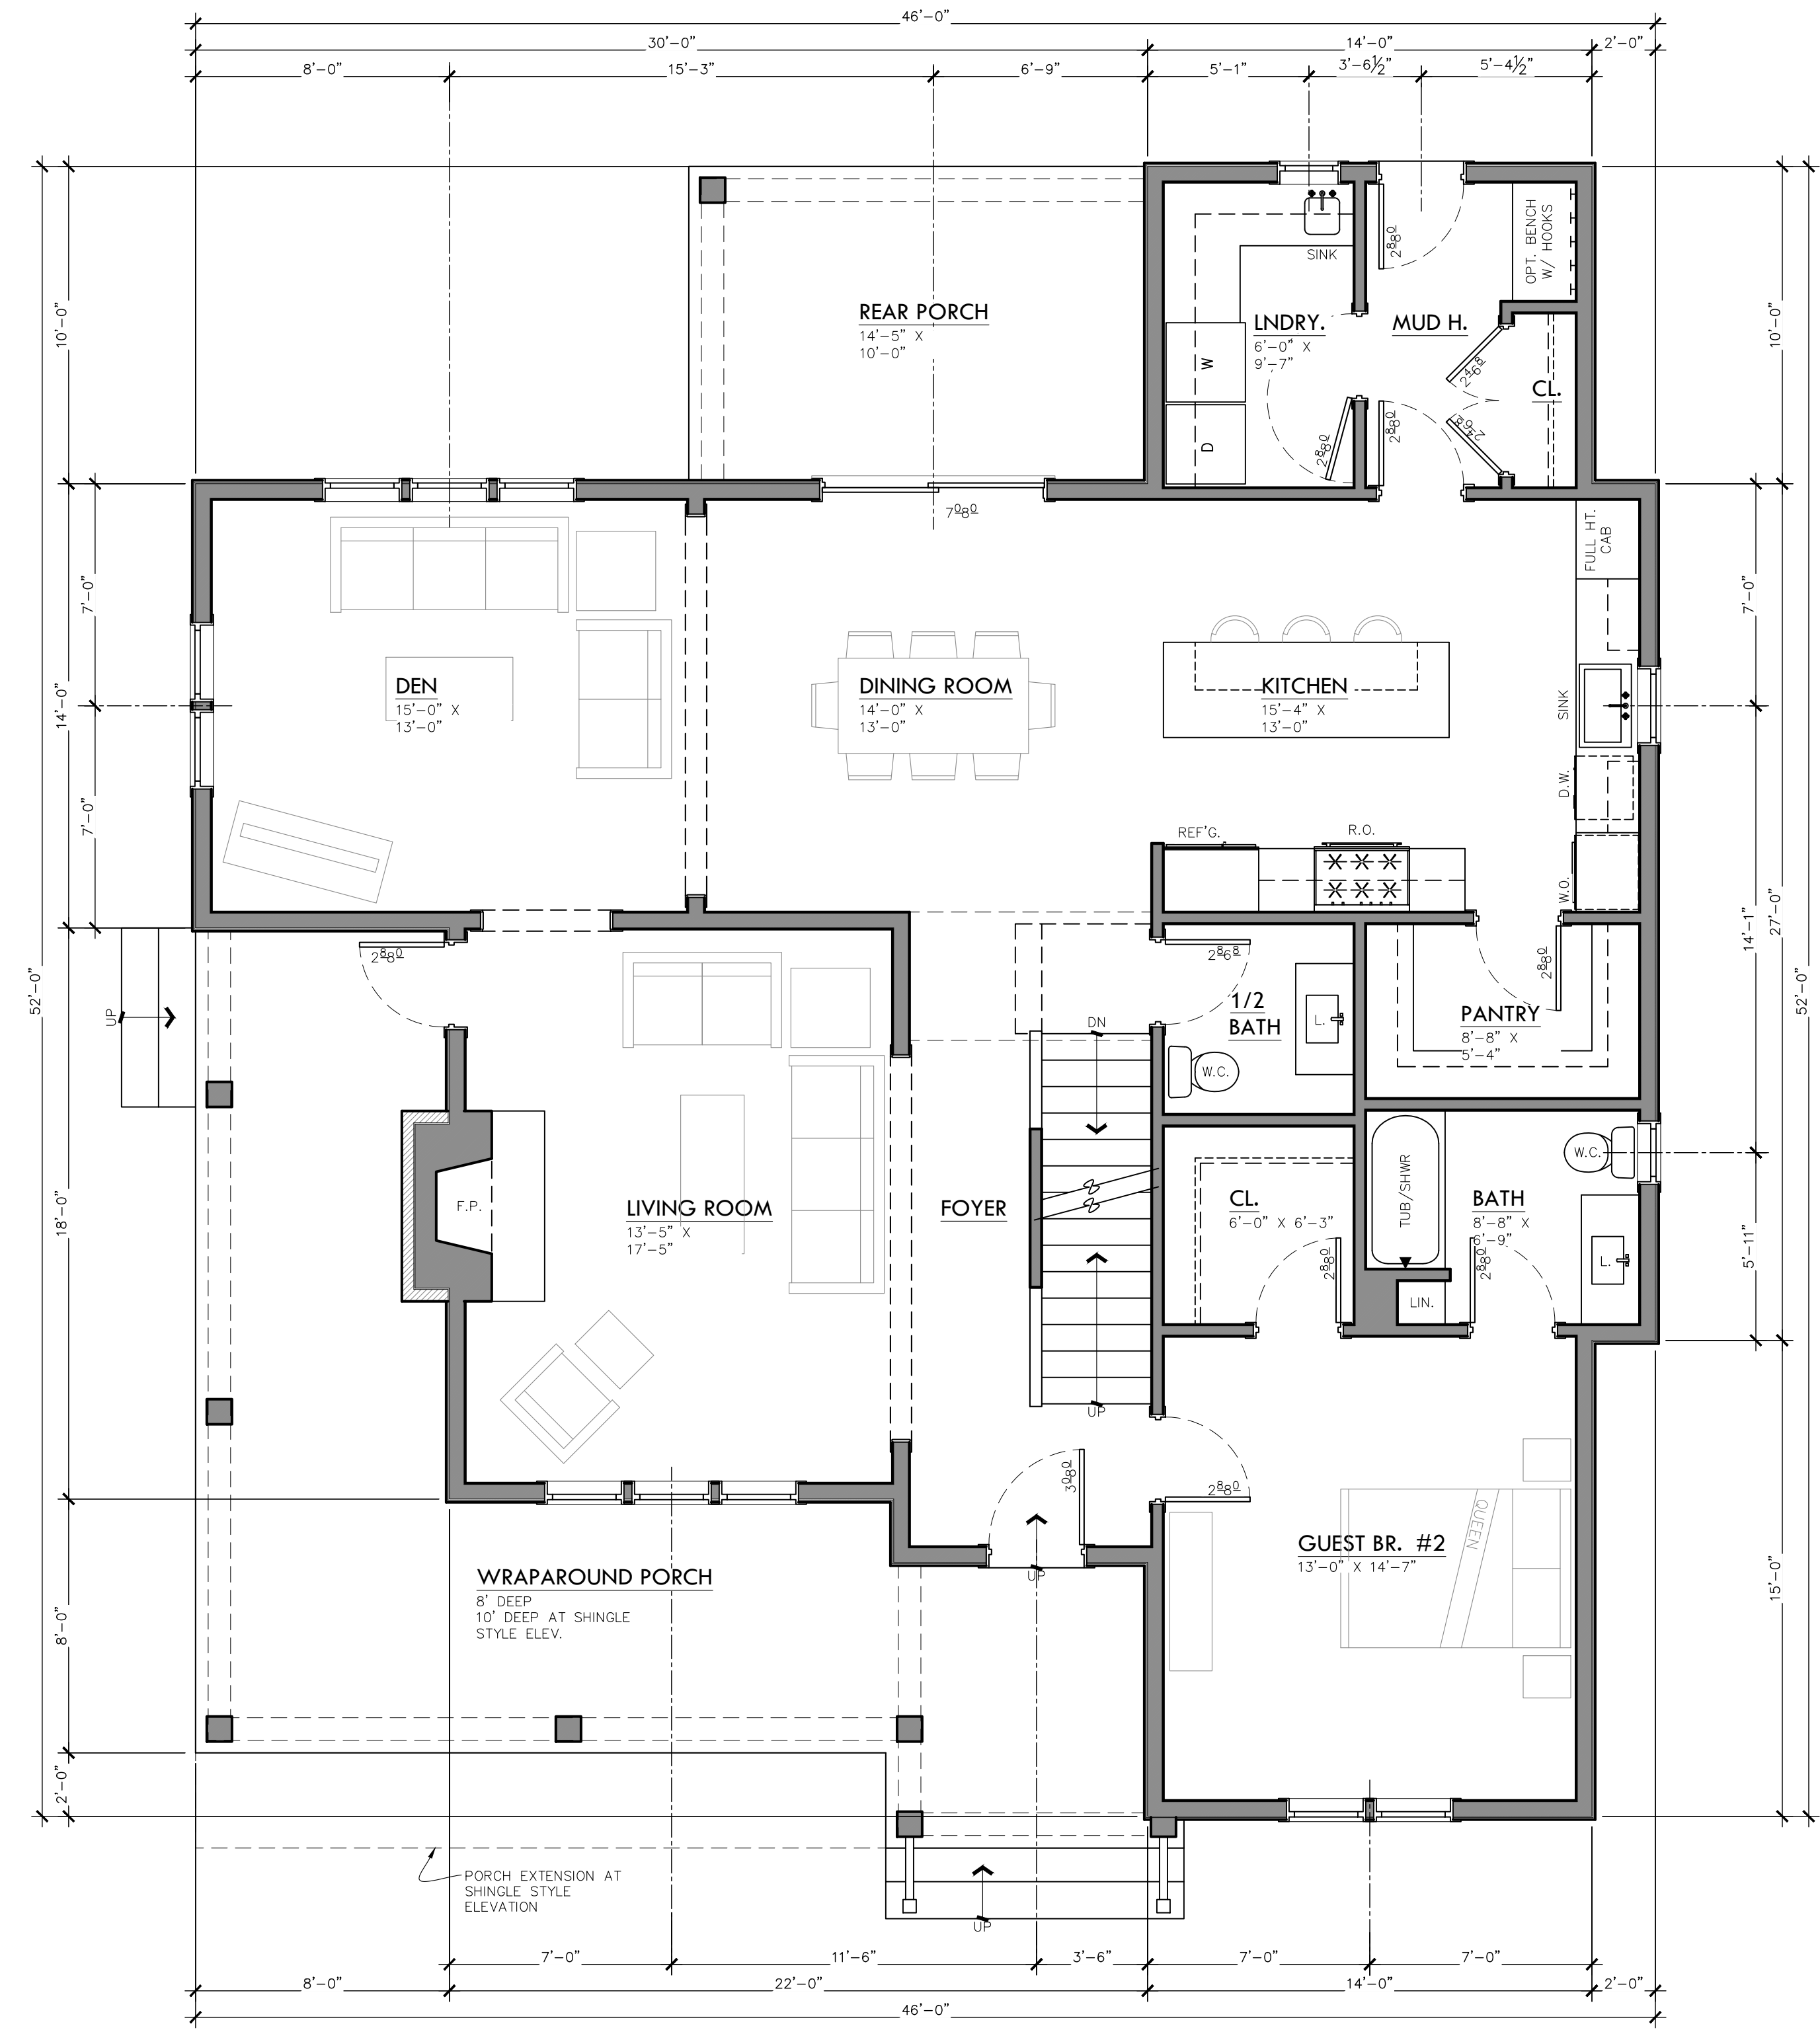 46'-0"
30'-0"
14'-0"
2'-0"
8'-0"
15'-3"
6'-9"
5'-1"
3'-6½"
5'-4½"
10'-0"
10'-0"
REAR PORCH
14'-5" X
10'-0"
SINK
LNDRY.
6'-0" X
9'-7"
W
D
2⁸8⁰
MUD H.
2⁸8⁰
2⁸8⁰
OPT. BENCH
W/ HOOKS
2⁴6⁸
2⁴6⁸
CL.
7⁰8⁰
FULL HT.
CAB
7'-0"
14'-0"
7'-0"
7'-0"
DEN
15'-0" X
13'-0"
DINING ROOM
14'-0" X
13'-0"
KITCHEN
15'-4" X
13'-0"
SINK
D.W.
W.O.
REF'G.
R.O.
14'-1"
27'-0"
52'-0"
52'-0"
2⁸8⁰
UP
2⁸6⁸
1/2
BATH
L.
W.C.
DN
2⁸8⁰
PANTRY
8'-8" X
5'-4"
18'-0"
F.P.
LIVING ROOM
13'-5" X
17'-5"
FOYER
CL.
6'-0" X 6'-3"
2⁸8⁰
TUB/SHWR
W.C.
BATH
8'-8" X
6'-9"
2⁸8⁰
L.
LIN.
5'-11"
UP
3⁰8⁰
2⁸8⁰
UP
QUEEN
GUEST BR. #2
13'-0" X 14'-7"
15'-0"
WRAPAROUND PORCH
8' DEEP
10' DEEP AT SHINGLE
STYLE ELEV.
8'-0"
2'-0"
PORCH EXTENSION AT
SHINGLE STYLE
ELEVATION
UP
7'-0"
11'-6"
3'-6"
7'-0"
7'-0"
8'-0"
22'-0"
14'-0"
2'-0"
46'-0"